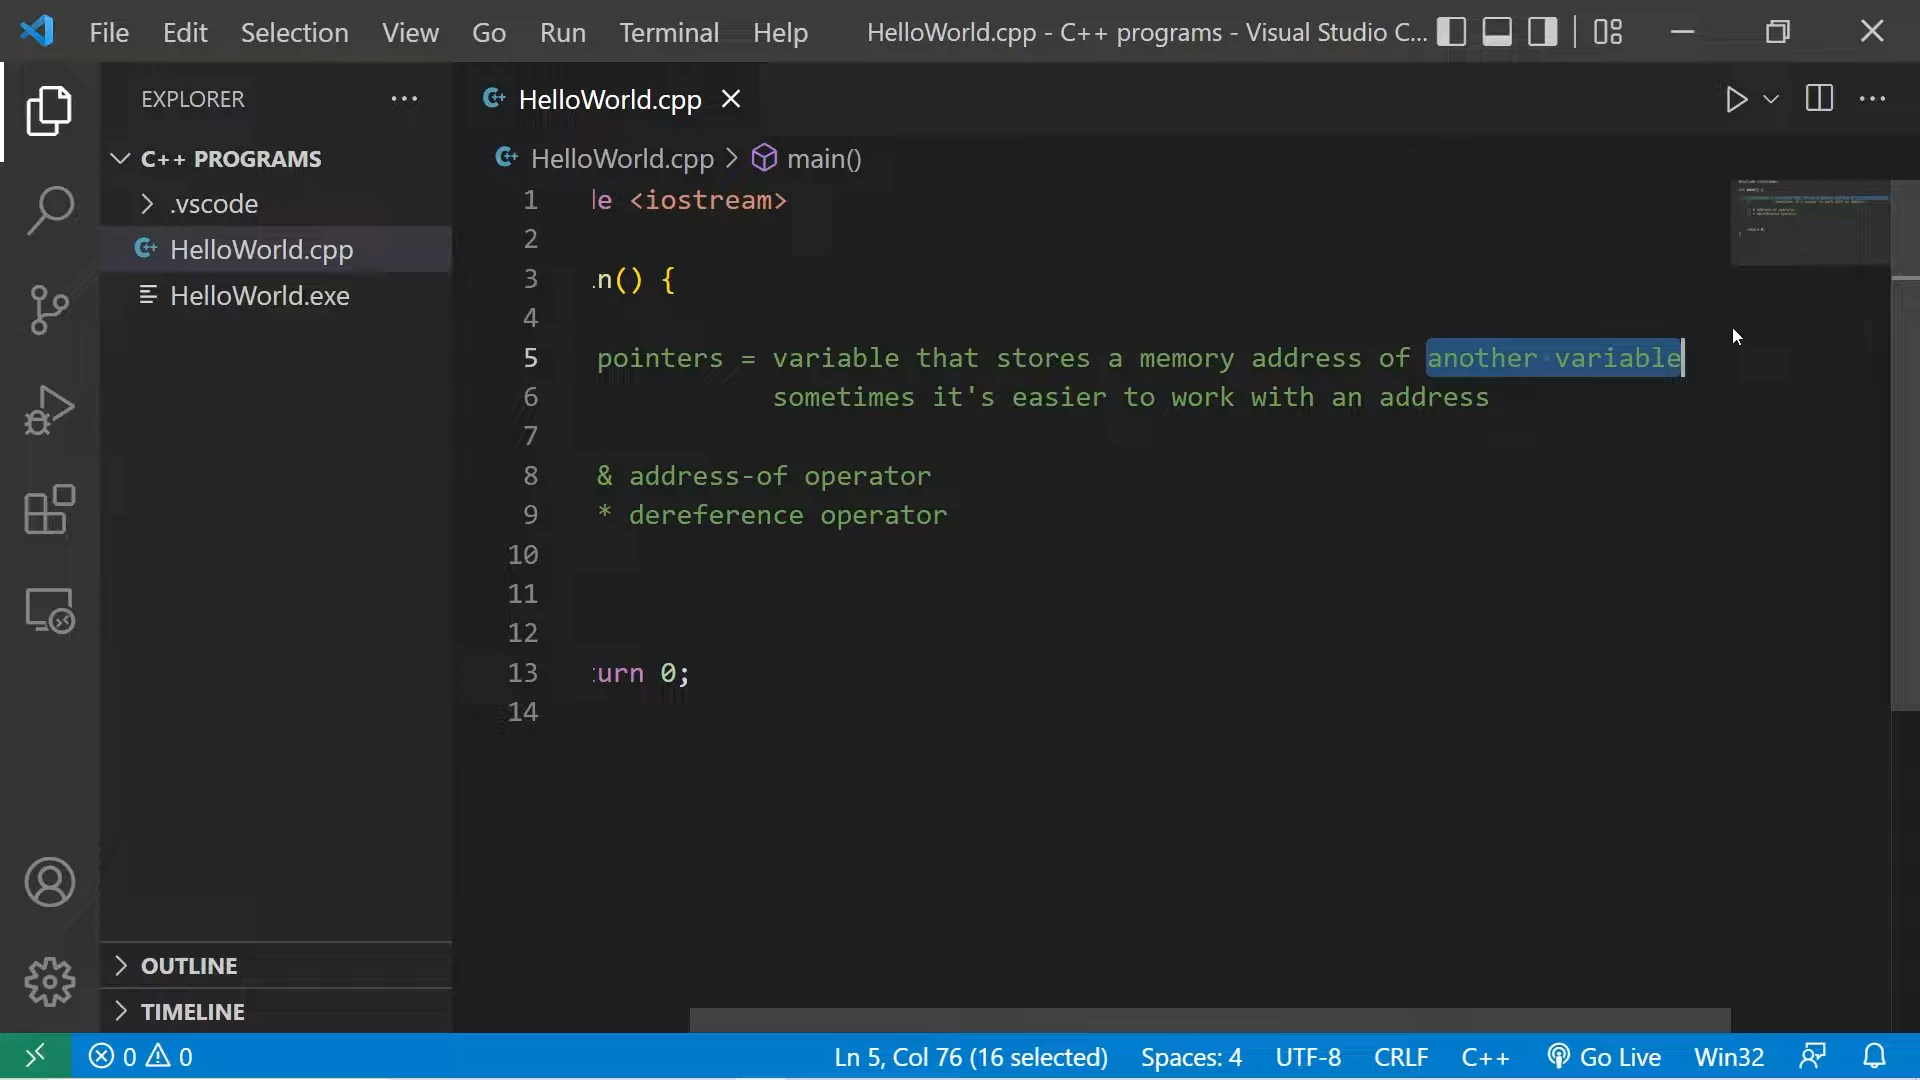 File Edit Selection View Go Run Terminal Help HelloWorld.cpp - C++ programs - Visual Studio C...
EXPLORER
HelloWorld.cpp
C++ PROGRAMS
.vscode
HelloWorld.cpp
HelloWorld.exe
HelloWorld.cpp > main()
1 le <iostream>
2
3 n() {
4
5 pointers = variable that stores a memory address of another variable
6 sometimes it's easier to work with an address
7
8 & address-of operator
9 * dereference operator
10
11
12
13 urn 0;
14
OUTLINE
TIMELINE
0 0 Ln 5, Col 76 (16 selected) Spaces: 4 UTF-8 CRLF C++ Go Live Win32